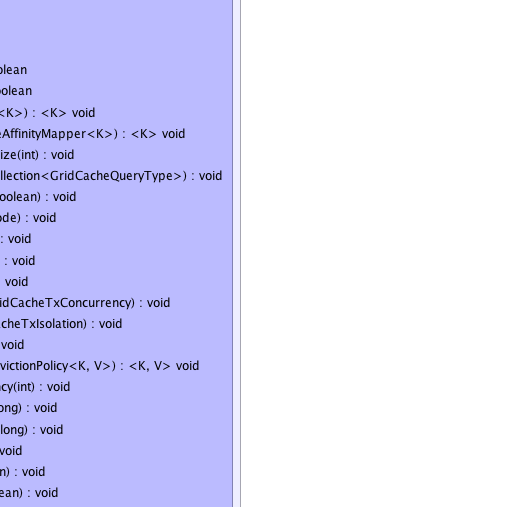 olean
oolean
<K>) : <K> void
eAffinityMapper<K>) : <K> void
ize(int) : void
llection<GridCacheQueryType>) : void
oolean) : void
ode) : void
: void
) : void
: void
idCacheTxConcurrency) : void
cheTxIsolation) : void
void
victionPolicy<K, V>) : <K, V> void
cy(int) : void
ong) : void
long) : void
void
n) : void
ean) : void